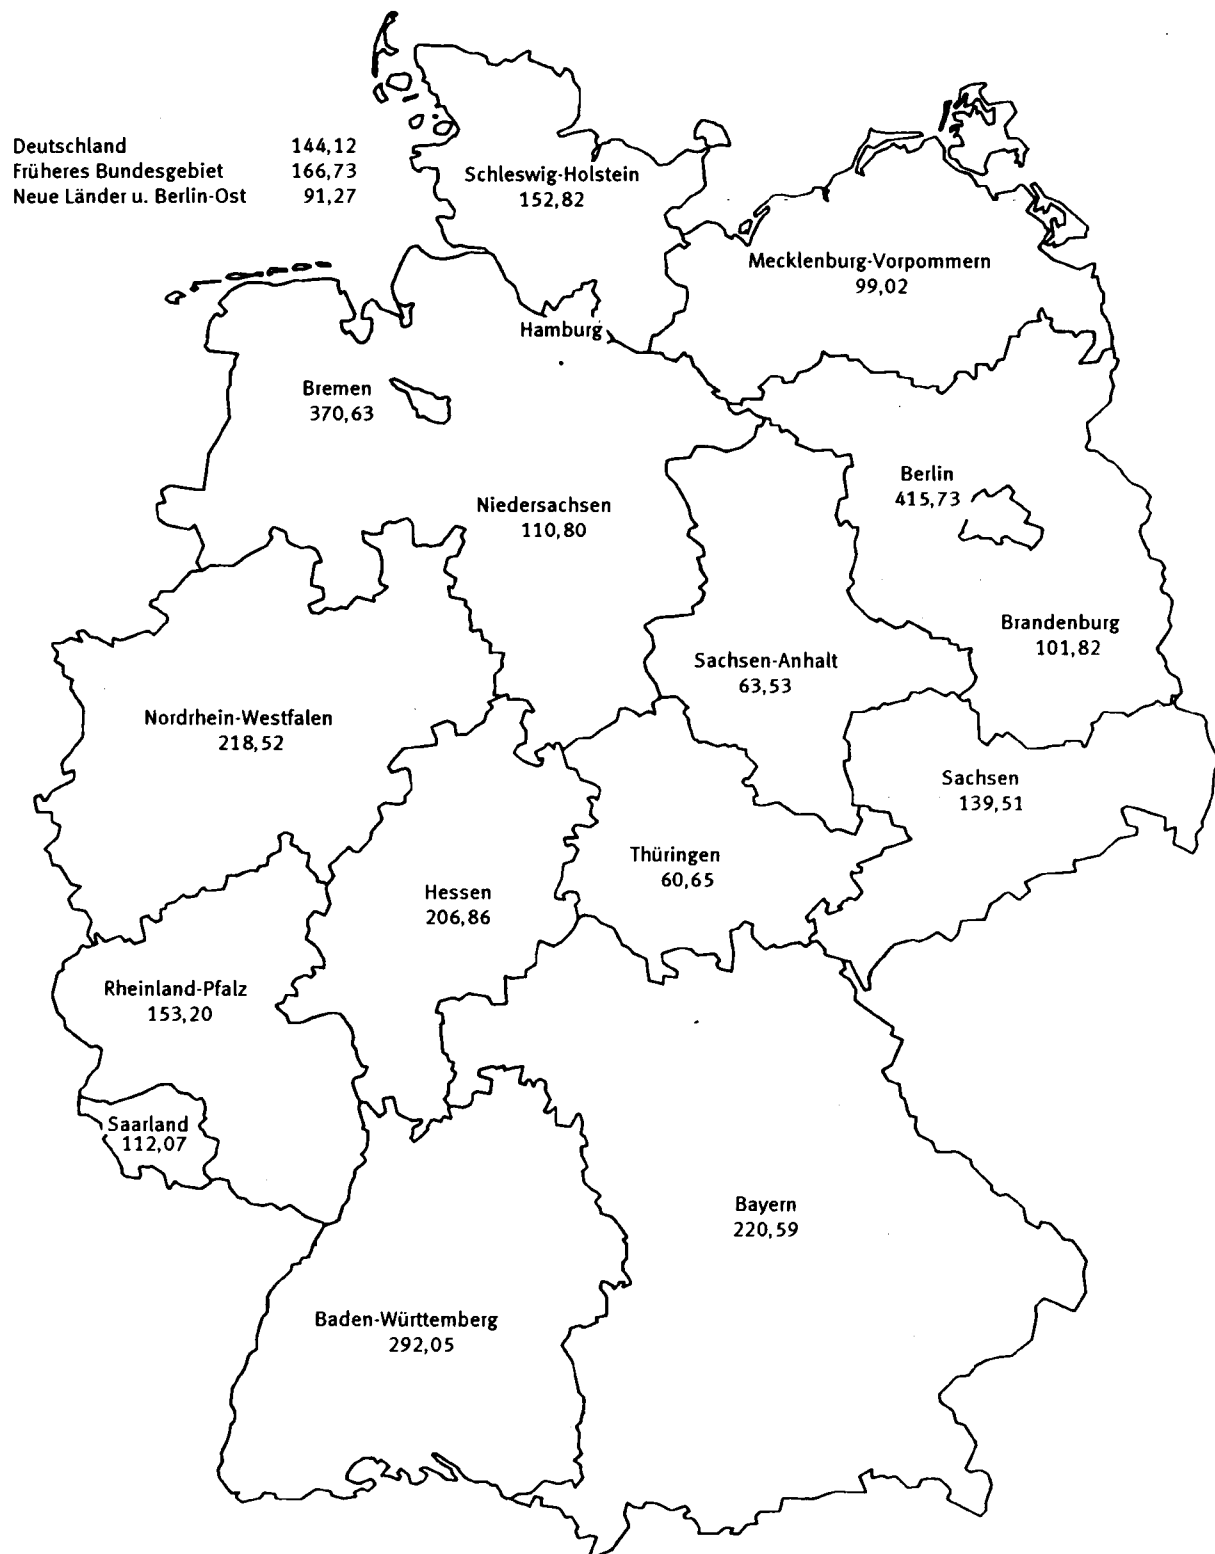 Deutschland 144,12
Früheres Bundesgebiet 166,73
Neue Länder u. Berlin-Ost 91,27
Schleswig-Holstein
152,82
Mecklenburg-Vorpommern
99,02
Hamburg
Bremen
370,63
Berlin
415,73
Niedersachsen
110,80
Brandenburg
101,82
Sachsen-Anhalt
63,53
Nordrhein-Westfalen
218,52
Sachsen
139,51
Thüringen
60,65
Hessen
206,86
Rheinland-Pfalz
153,20
Saarland
112,07
Bayern
220,59
Baden-Württemberg
292,05